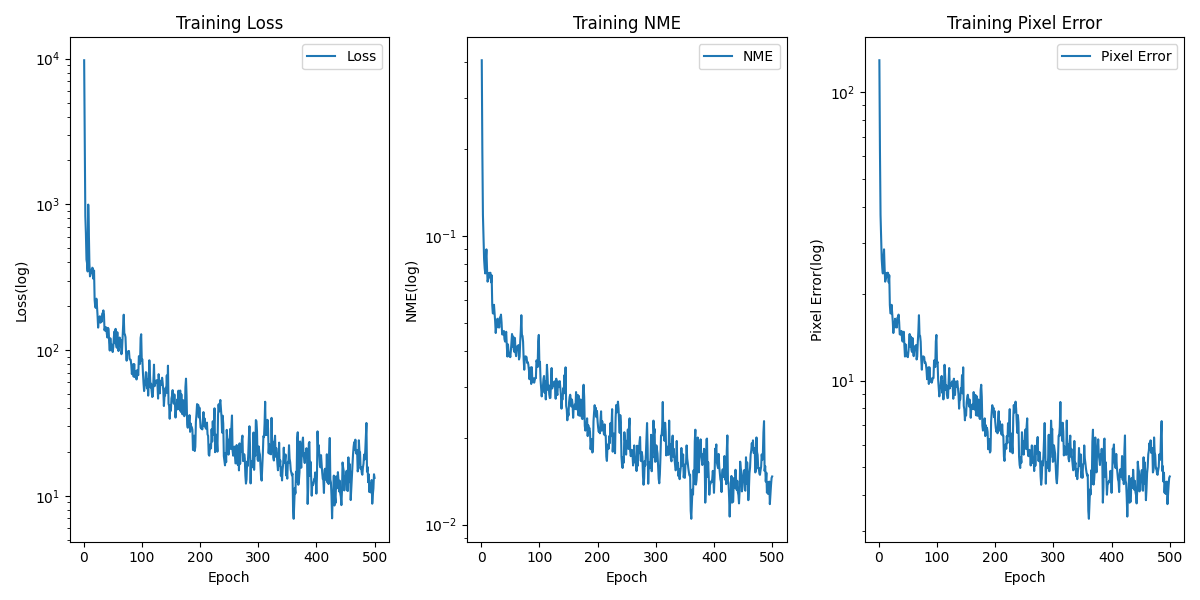 Training Loss
Loss
10^4
10^3
10^2
10^1
Loss(log)
0 100 200 300 400 500
Epoch
Training NME
NME
10^-1
10^-2
NME(log)
0 100 200 300 400 500
Epoch
Training Pixel Error
Pixel Error
10^2
10^1
Pixel Error(log)
0 100 200 300 400 500
Epoch